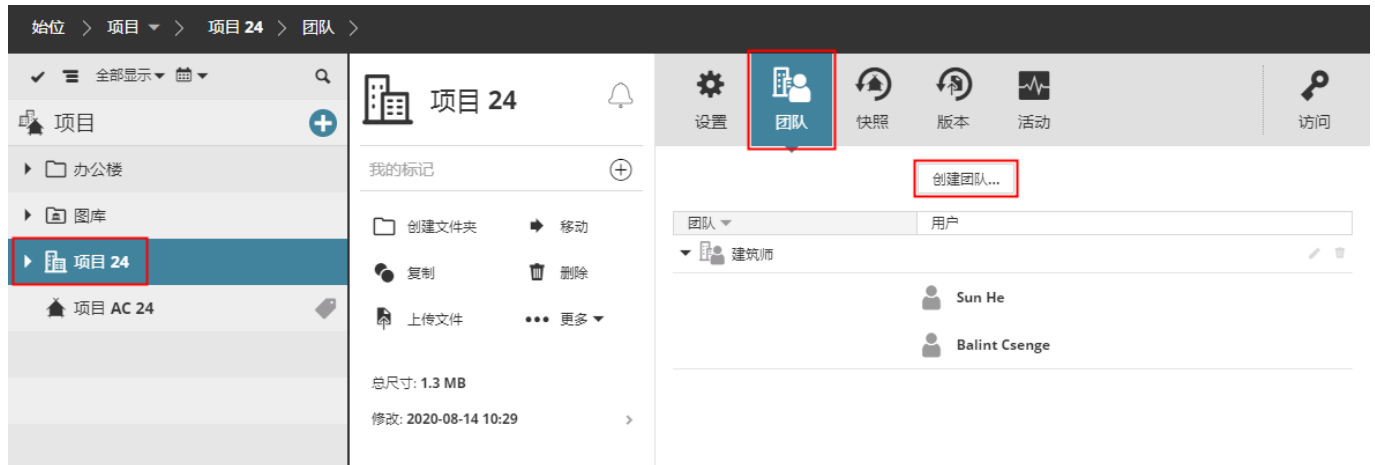 始位 项目 项目 24 团队
全部显示
项目
办公楼
图库
项目 24
项目 AC 24
项目 24
我的标记
创建文件夹 移动
复制 删除
上传文件 更多
总尺寸: 1.3 MB
修改: 2020-08-14 10:29
设置 团队 快照 版本 活动 访问
创建团队...
团队 用户
建筑师
Sun He
Balint Csenge